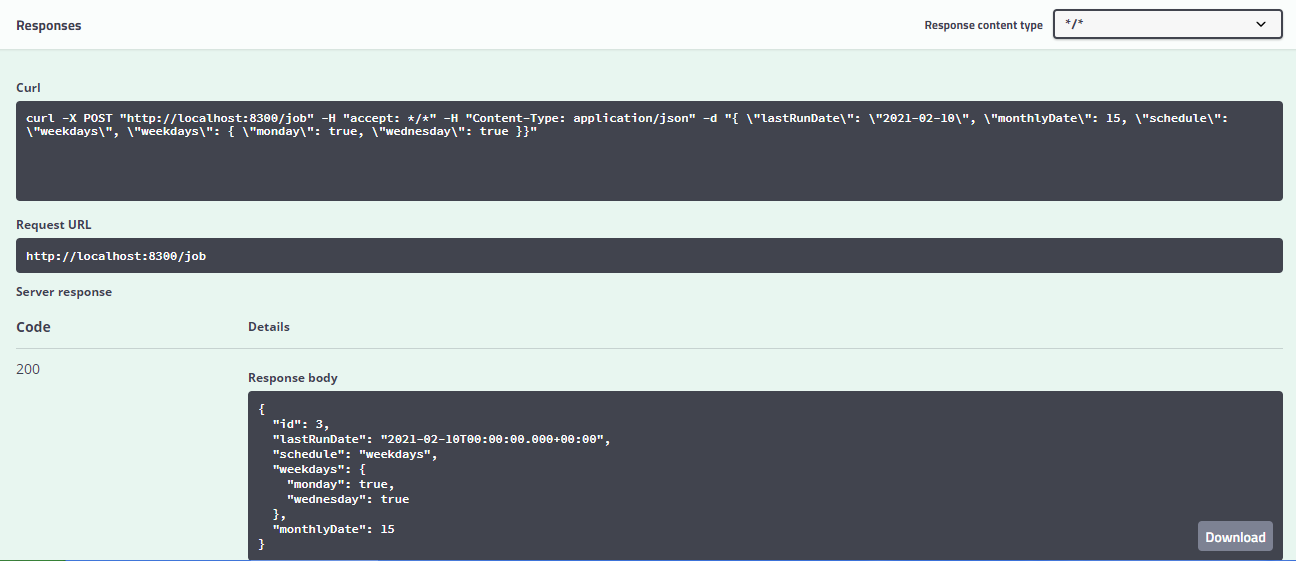 Responses
Response content type
*/*
Curl
curl -X POST "http://localhost:8300/job" -H "accept: */*" -H "Content-Type: application/json" -d "{ \"lastRunDate\": \"2021-02-10\", \"monthlyDate\": 15, \"schedule\":
\"weekdays\", \"weekdays\": { \"monday\": true, \"wednesday\": true }}"
Request URL
http://localhost:8300/job
Server response
Code
Details
200
Response body
{
  "id": 3,
  "lastRunDate": "2021-02-10T00:00:00.000+00:00",
  "schedule": "weekdays",
  "weekdays": {
    "monday": true,
    "wednesday": true
  },
  "monthlyDate": 15
}
Download